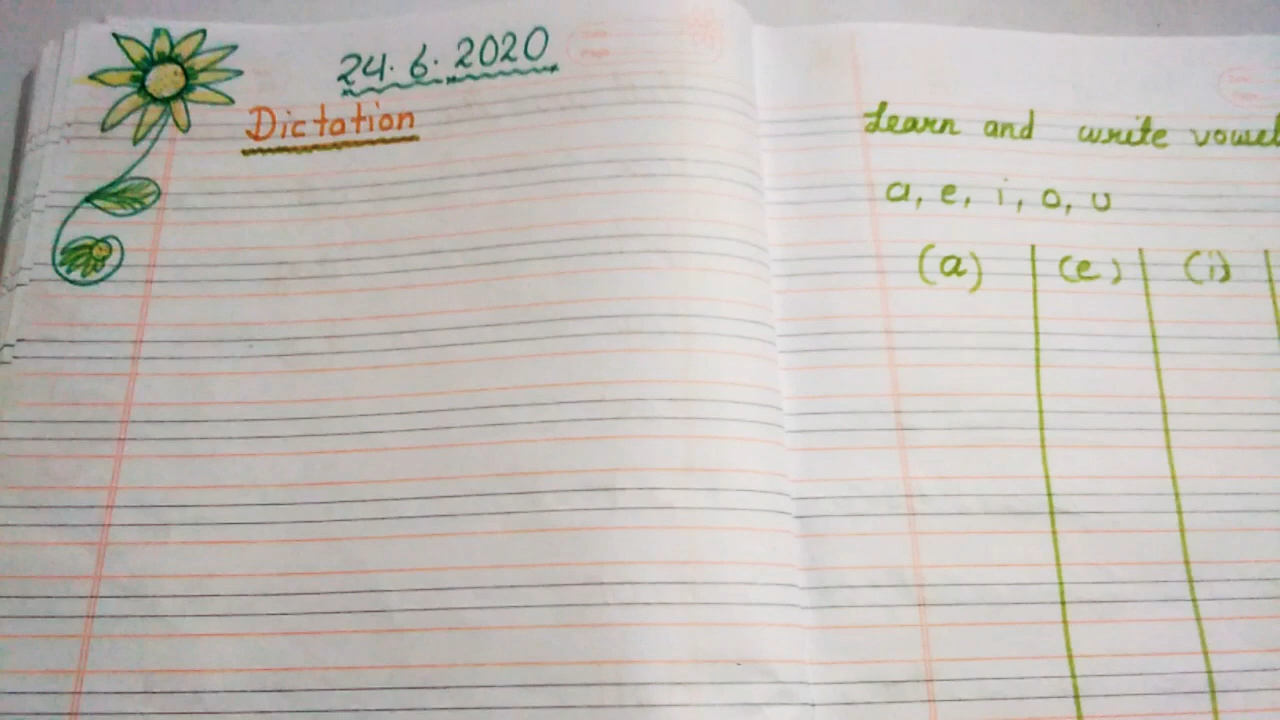 24.6.2020
Dictation
Learn and write vowel
a, e, i, o, u
(a) (e) (i)